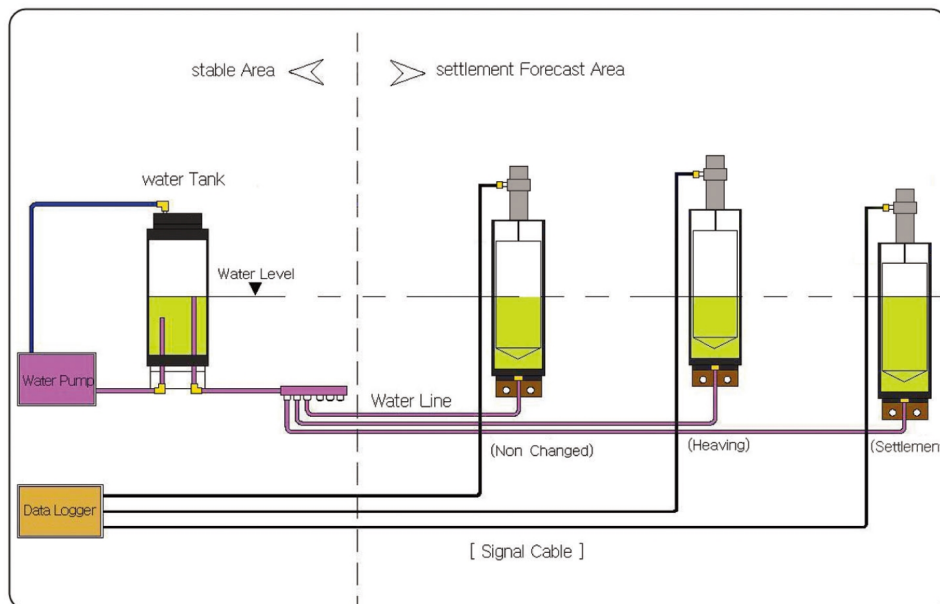 stable Area
settlement Forecast Area
water Tank
Water Level
Water Pump
Water Line
(Non Changed)
(Heaving)
(Settlement
Data Logger
[ Signal Cable ]